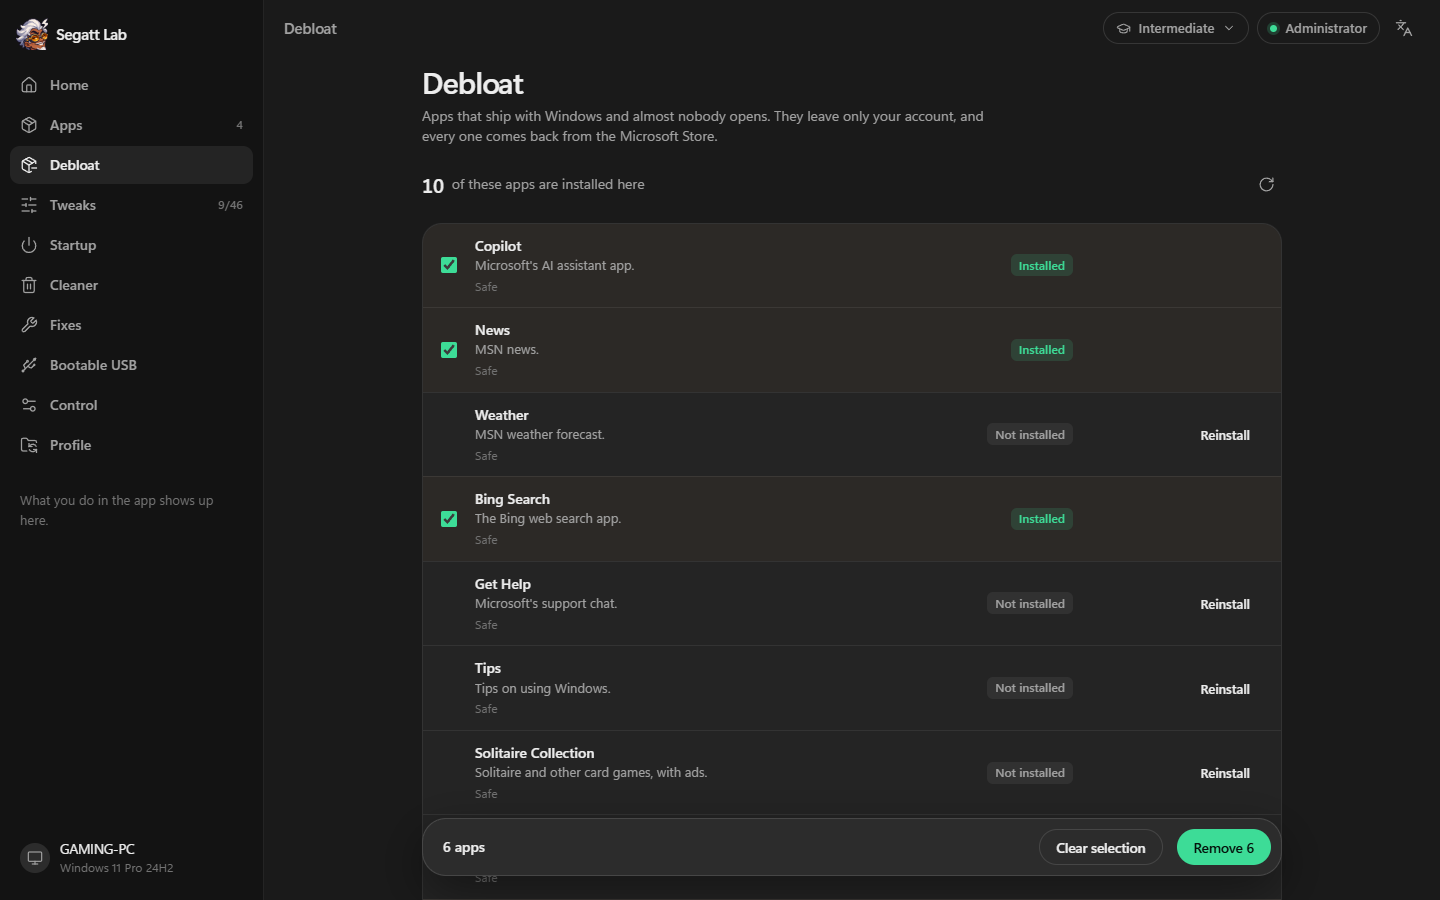 Segatt Lab
Home
Apps 4
Debloat
Tweaks 9/46
Startup
Cleaner
Fixes
Bootable USB
Control
Profile
What you do in the app shows up
here.
GAMING-PC
Windows 11 Pro 24H2
Debloat
Intermediate
Administrator
Debloat
Apps that ship with Windows and almost nobody opens. They leave only your account, and
every one comes back from the Microsoft Store.
10 of these apps are installed here
Copilot
Microsoft's AI assistant app.
Safe
Installed
News
MSN news.
Safe
Installed
Weather
MSN weather forecast.
Safe
Not installed
Reinstall
Bing Search
The Bing web search app.
Safe
Installed
Get Help
Microsoft's support chat.
Safe
Not installed
Reinstall
Tips
Tips on using Windows.
Safe
Not installed
Reinstall
Solitaire Collection
Solitaire and other card games, with ads.
Safe
Not installed
Reinstall
6 apps
Clear selection
Remove 6
Safe